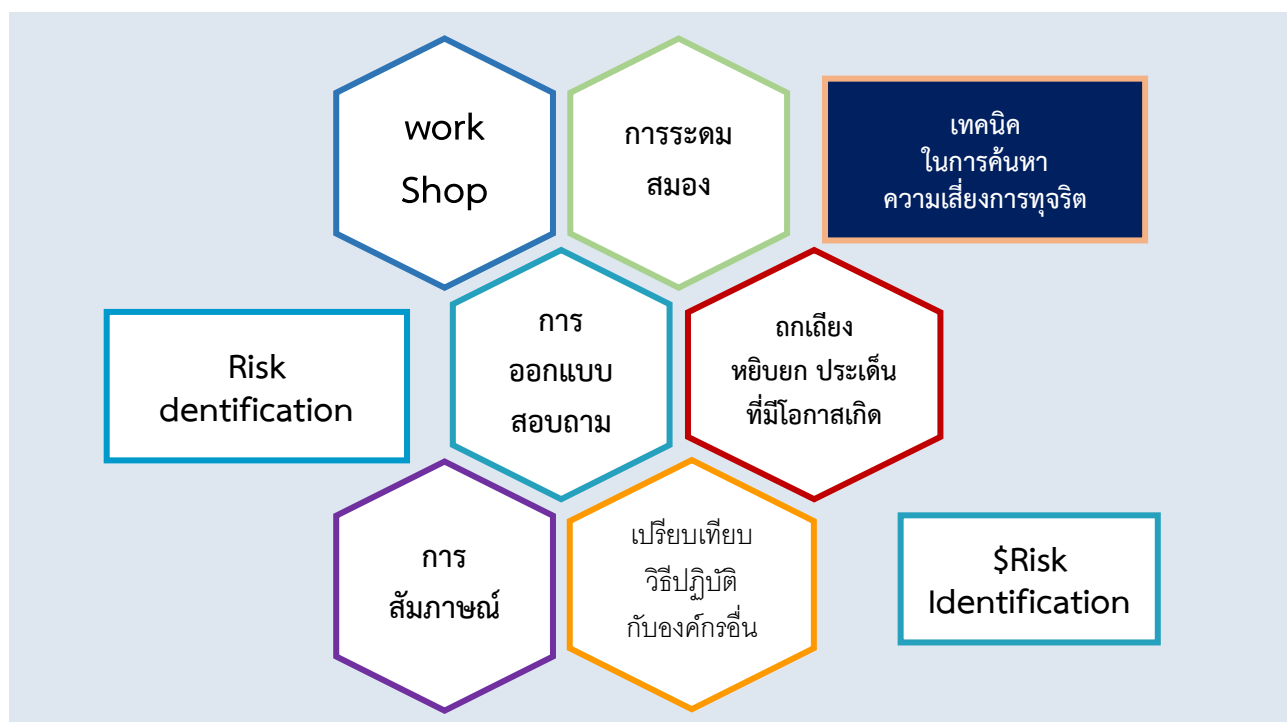 work
Shop
การระดม
สมอง
เทคนิค
ในการค้นหา
ความเสี่ยงการทุจริต
Risk
dentification
การ
ออกแบบ
สอบถาม
ถกเถียง
หยิบยก ประเด็น
ที่มีโอกาสเกิด
การ
สัมภาษณ์
เปรียบเทียบ
วิธีปฏิบัติ
กับองค์กรอื่น
$Risk
Identification